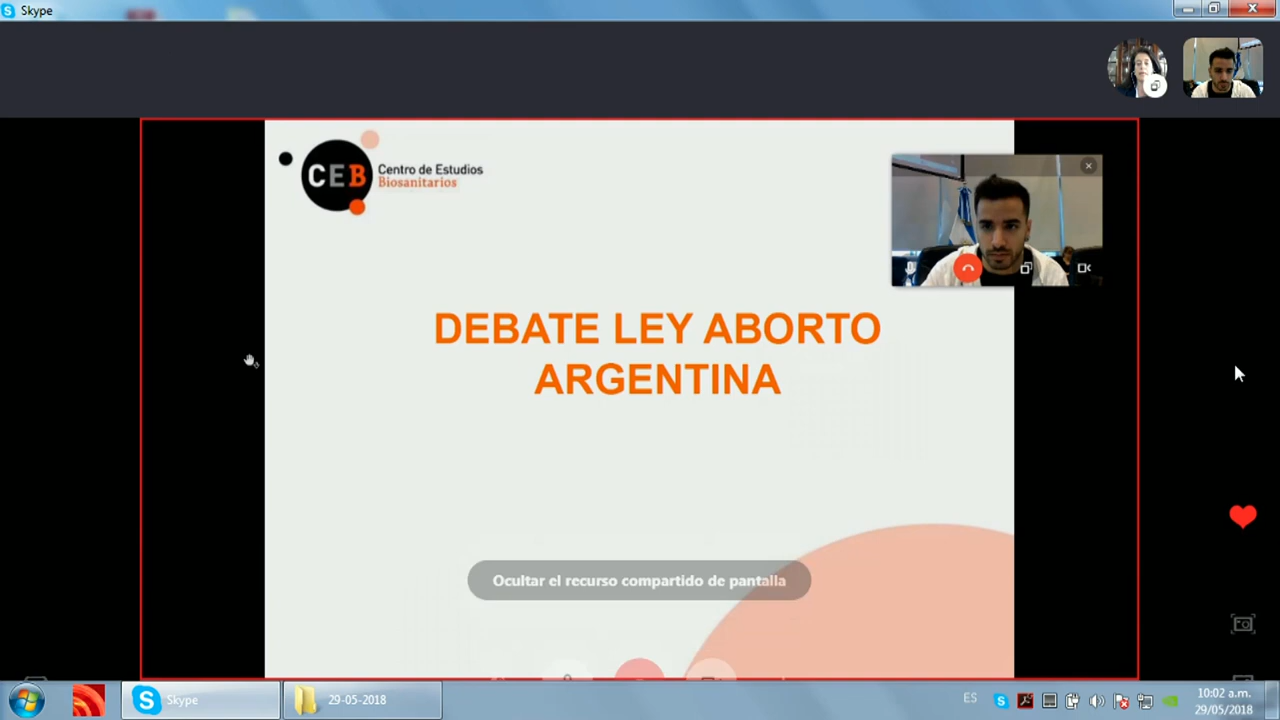 Skype
CEB
Centro de Estudios
Biosanitarios
DEBATE LEY ABORTO
ARGENTINA
Ocultar el recurso compartido de pantalla
Skype
29-05-2018
ES
10:02 a.m.
29/05/2018